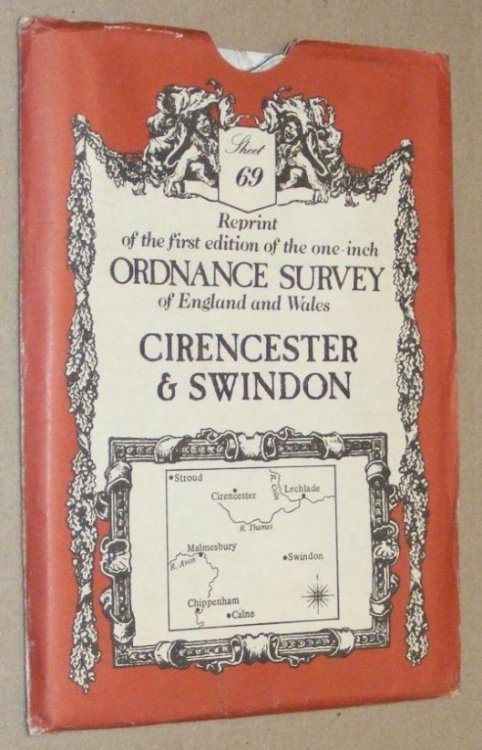 Sheet
69
Reprint
of the first edition of the one-inch
ORDNANCE SURVEY
of England and Wales
CIRENCESTER
& SWINDON
Stroud
Cirencester
R. Coln
Lechlade
R. Thames
Malmesbury
R. Avon
Swindon
Chippenham
Calne